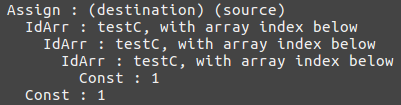 Assign : (destination) (source)
  IdArr : testC, with array index below
    IdArr : testC, with array index below
      IdArr : testC, with array index below
        Const : 1
  Const : 1